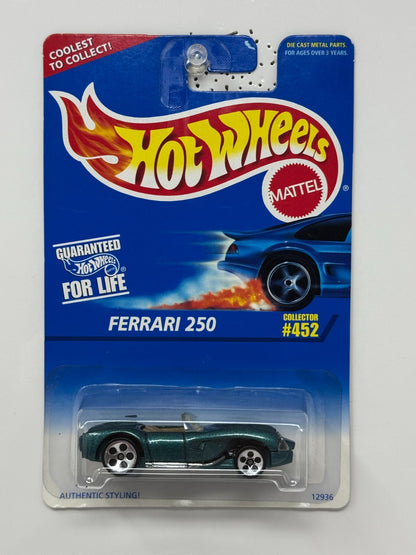 COOLEST
TO COLLECT!
DIE CAST METAL PARTS.
FOR AGES OVER 3 YEARS.
HOT WHEELS
®
MATTEL
GUARANTEED
HOT WHEELS
®
FOR LIFE
FERRARI 250
COLLECTOR
#452
AUTHENTIC STYLING!
12936